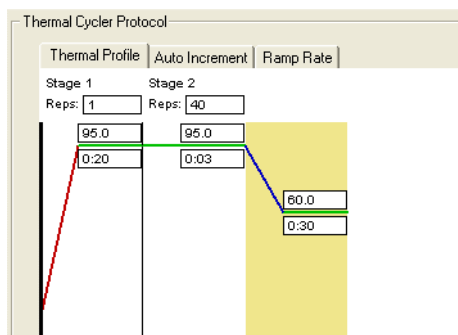 Thermal Cycler Protocol
Thermal Profile Auto Increment Ramp Rate
Stage 1 Stage 2
Reps: 1 Reps: 40
95.0 95.0
0:20 0:03
60.0
0:30